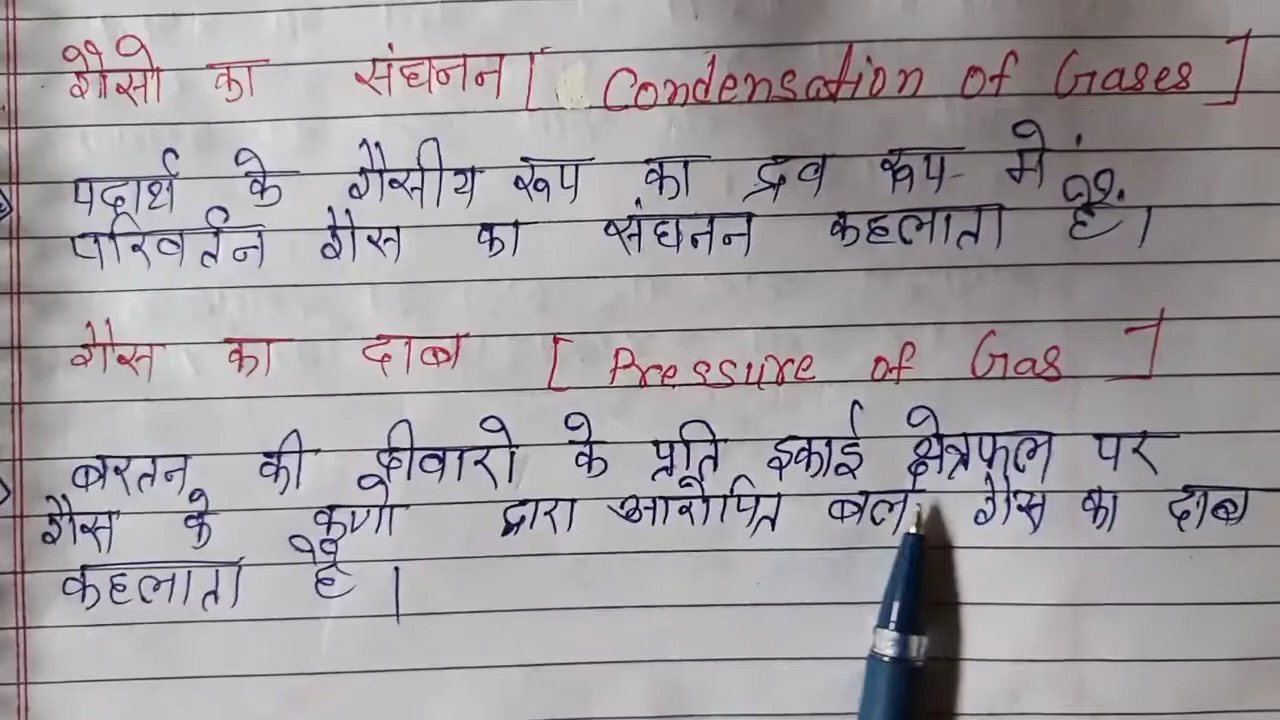 गैसो का संघनन [ Condensation of Gases ]
पदार्थ के गैसीय रूप का द्रव रूप में
परिवर्तन गैस का संघनन कहलाता है।
गैस का दाब [ Pressure of Gas ]
बरतन की दीवारो के प्रति इकाई क्षेत्रफल पर
गैस के कणो द्वारा आरोपित बल गैस का दाब
कहलाता है।